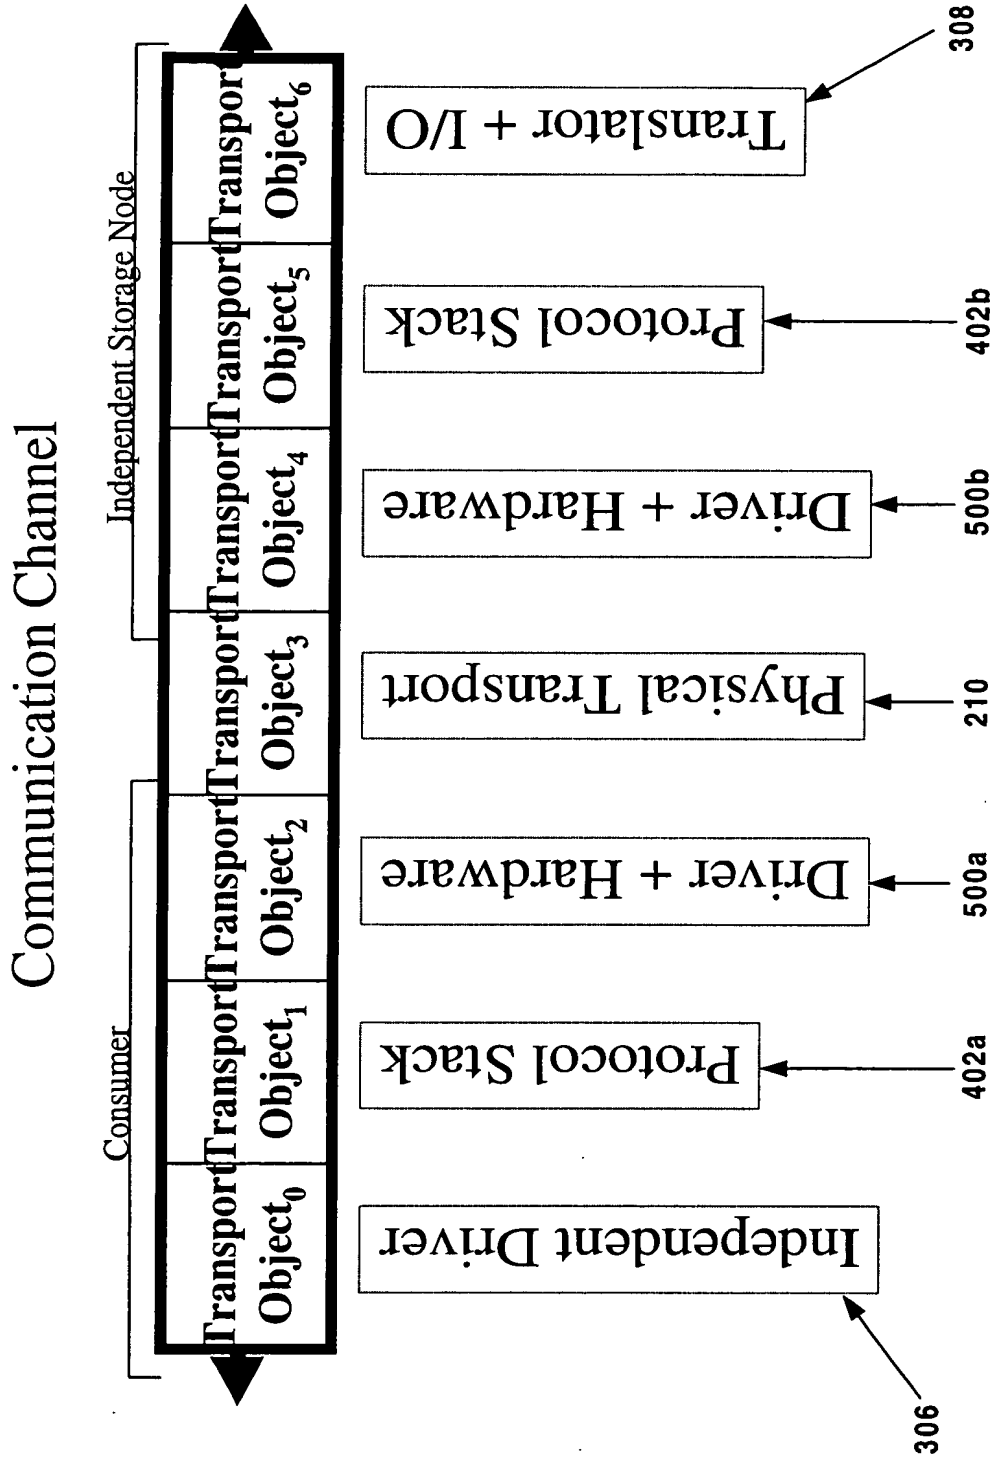 Communication Channel
Consumer
Independent Storage Node
Transport
Object0
Transport
Object1
Transport
Object2
Transport
Object3
Transport
Object4
Transport
Object5
Transport
Object6
Independent Driver
Protocol Stack
Driver + Hardware
Physical Transport
Driver + Hardware
Protocol Stack
Translator + I/O
306
402a
500a
210
500b
402b
308